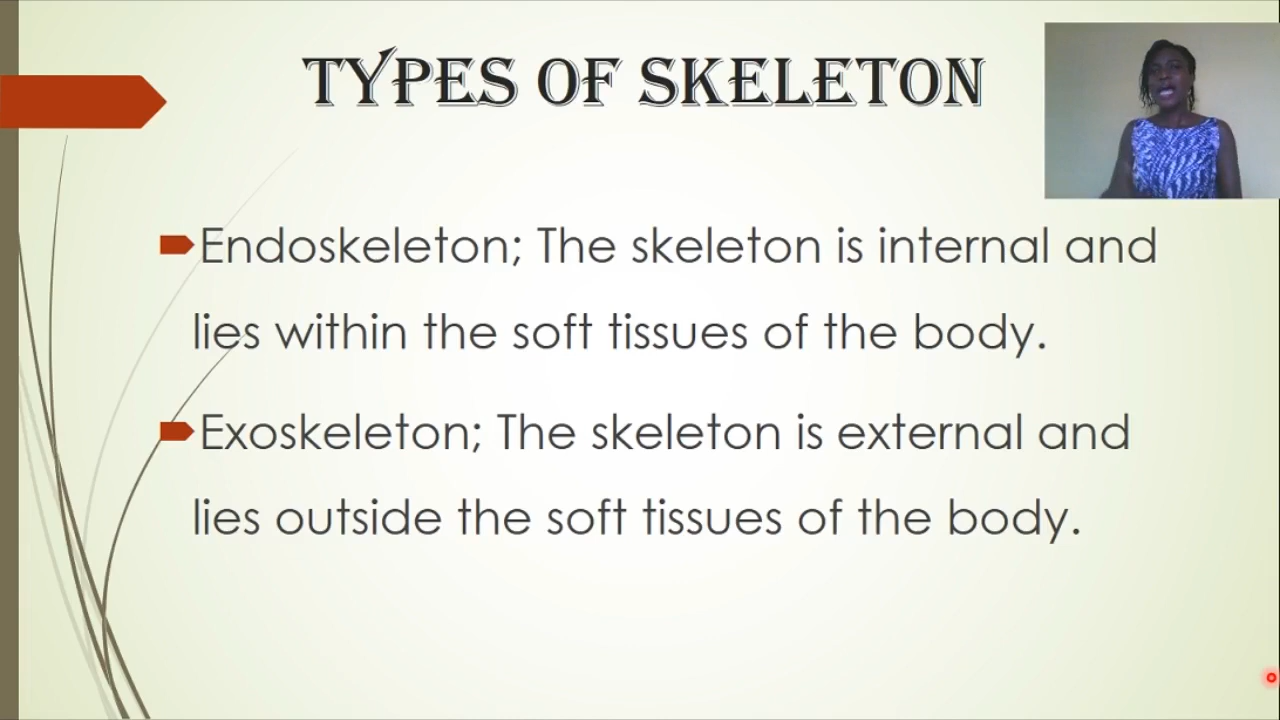 TYPES OF SKELETON
Endoskeleton; The skeleton is internal and
lies within the soft tissues of the body.
Exoskeleton; The skeleton is external and
lies outside the soft tissues of the body.